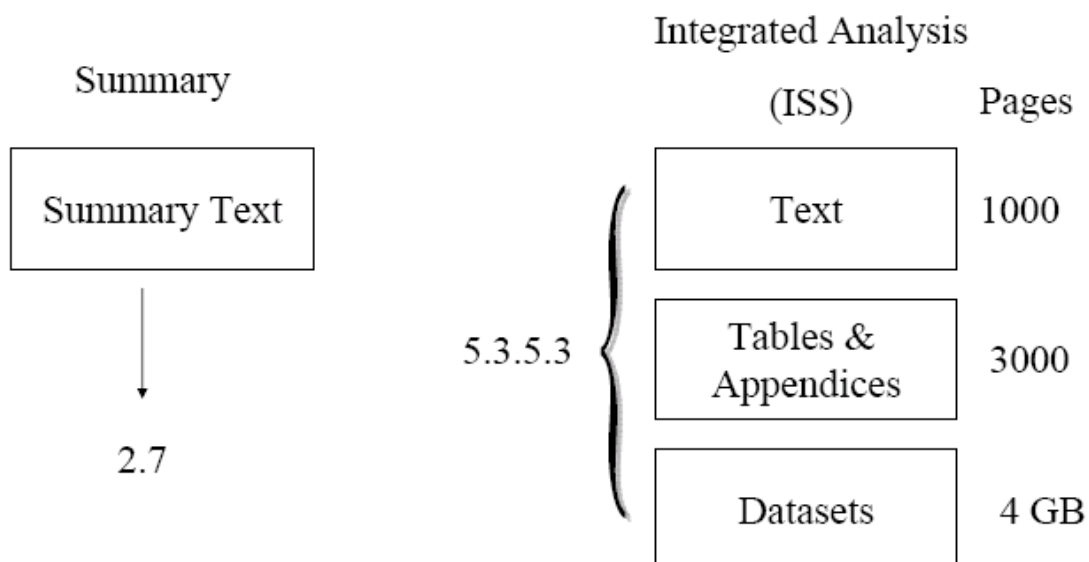 Summary
Summary Text
2.7
Integrated Analysis
(ISS)
Pages
5.3.5.3
Text
1000
Tables &
Appendices
3000
Datasets
4 GB